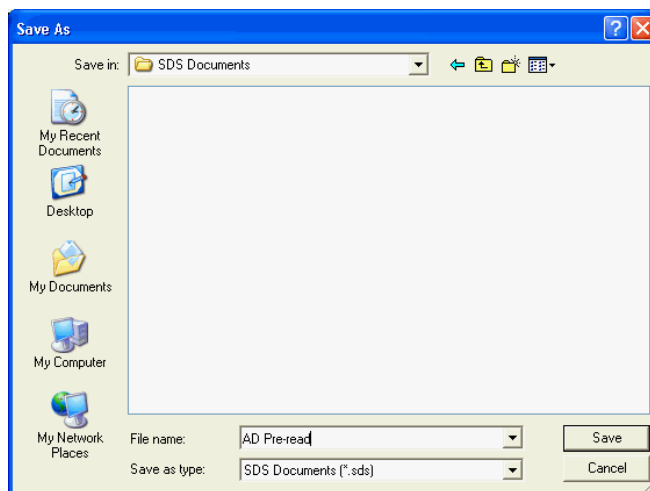 Save As
Save in:
SDS Documents
My Recent
Documents
Desktop
My Documents
My Computer
My Network
Places
File name:
AD Pre-read
Save
Save as type:
SDS Documents (*.sds)
Cancel